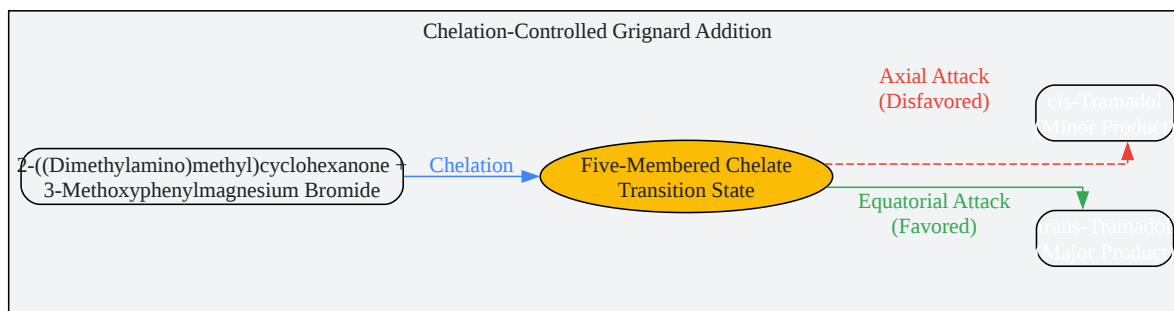 Chelation-Controlled Grignard Addition
Axial Attack
(Disfavored)
cis-Tramadol
(Minor Product)
2-((Dimethylamino)methyl)cyclohexanone +
3-Methoxyphenylmagnesium Bromide
Chelation
Five-Membered Chelate
Transition State
Equatorial Attack
(Favored)
trans-Tramadol
(Major Product)